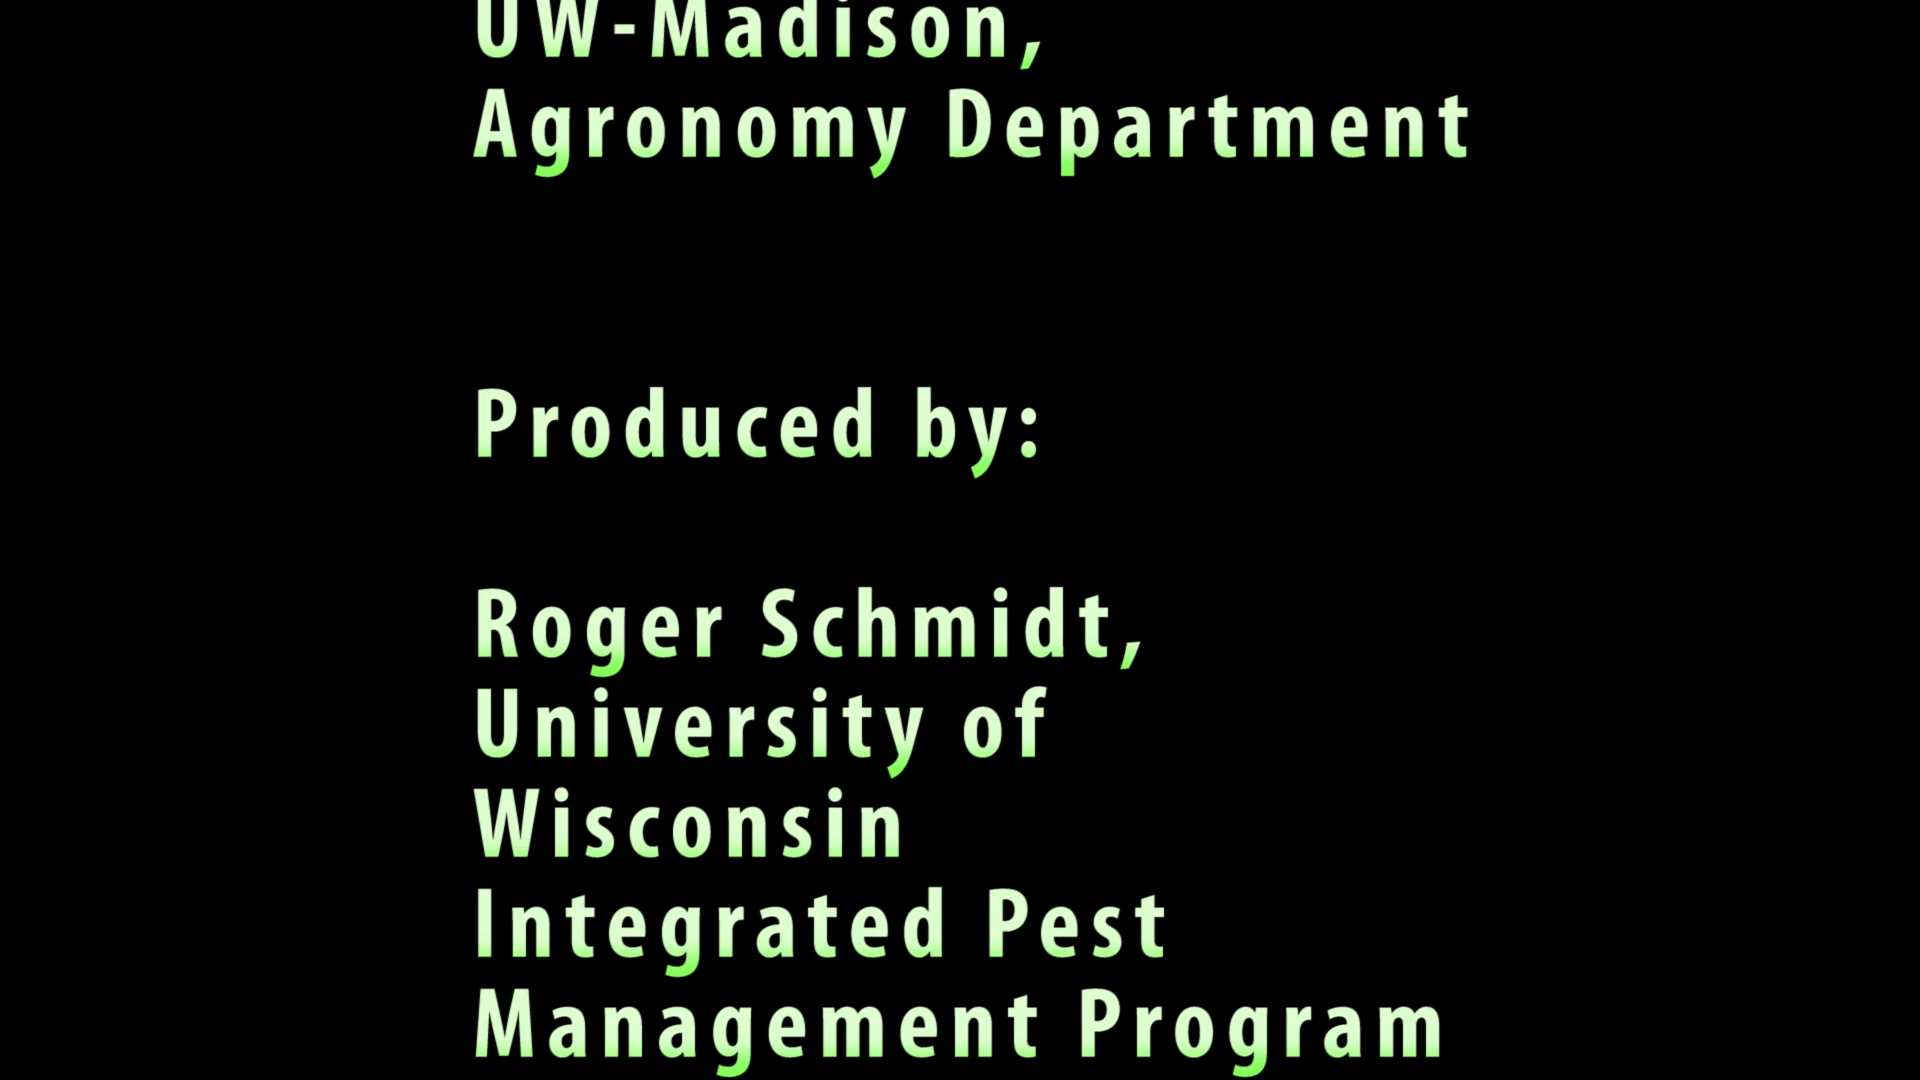 UW-Madison,
Agronomy Department
Produced by:
Roger Schmidt,
University of
Wisconsin
Integrated Pest
Management Program